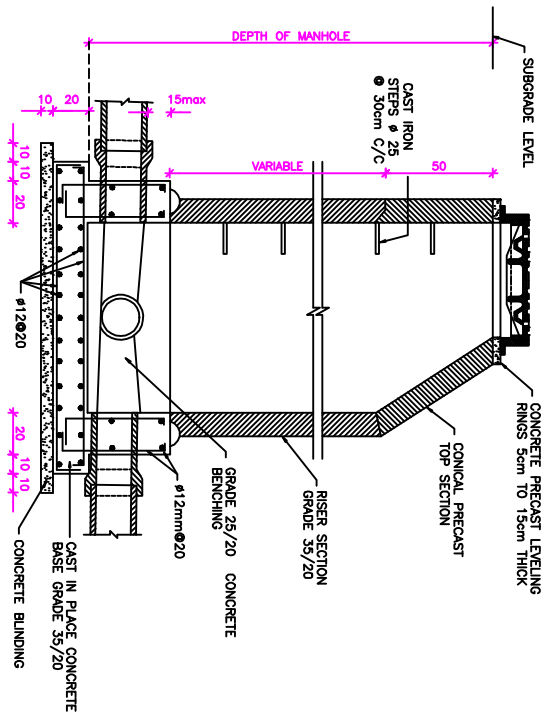 SUBGRADE LEVEL
DEPTH OF MANHOLE
CAST IRON
STEPS ø 25
@ 30cm C/C
VARIABLE
50
15max
20
10
10
10
20
ø12@20
20
10
10
CONCRETE PRECAST LEVELING
RINGS 5cm TO 15cm THICK
CONICAL PRECAST
TOP SECTION
RISER SECTION
GRADE 35/20
GRADE 25/20 CONCRETE
BENCHING
ø12mm@20
CAST IN PLACE CONCRETE
BASE GRADE 35/20
CONCRETE BLINDING